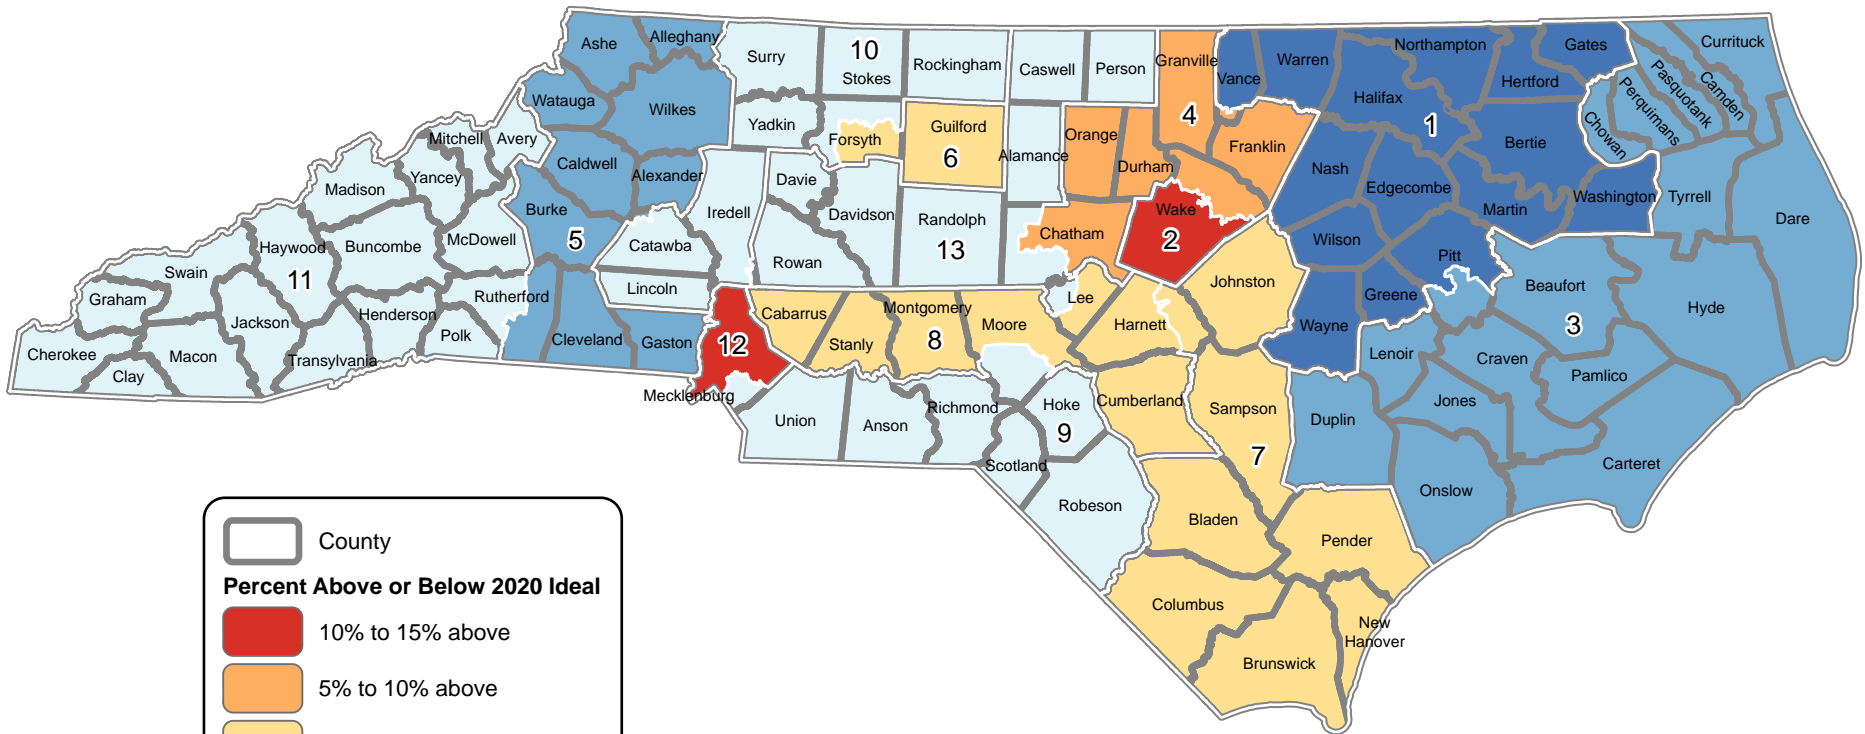 Ashe
Alleghany
Surry
10
Stokes
Rockingham
Caswell
Person
Granville
Vance
Warren
Northampton
Gates
Hertford
Currituck
Camden
Pasquotank
Perquimans
Chowan
Watauga
Wilkes
Yadkin
Forsyth
Guilford
6
Alamance
Orange
Durham
4
Franklin
Halifax
1
Bertie
Mitchell
Avery
Caldwell
Alexander
Iredell
Davie
Davidson
Randolph
13
Chatham
Wake
2
Nash
Edgecombe
Martin
Washington
Tyrrell
Dare
Madison
Yancey
McDowell
Burke
5
Catawba
Rowan
Lincoln
Lee
Johnston
Wilson
Pitt
Greene
Wayne
Beaufort
3
Hyde
Swain
Haywood
11
Buncombe
Rutherford
Graham
Jackson
Henderson
Polk
Cherokee
Macon
Clay
Transylvania
Cleveland
Gaston
12
Mecklenburg
Cabarrus
Stanly
Montgomery
8
Moore
Harnett
Lenoir
Craven
Pamlico
Jones
Carteret
Onslow
Duplin
Sampson
7
Cumberland
Hoke
9
Union
Anson
Richmond
Scotland
Robeson
Bladen
Pender
Columbus
Brunswick
New
Hanover
County
Percent Above or Below 2020 Ideal
10% to 15% above
5% to 10% above